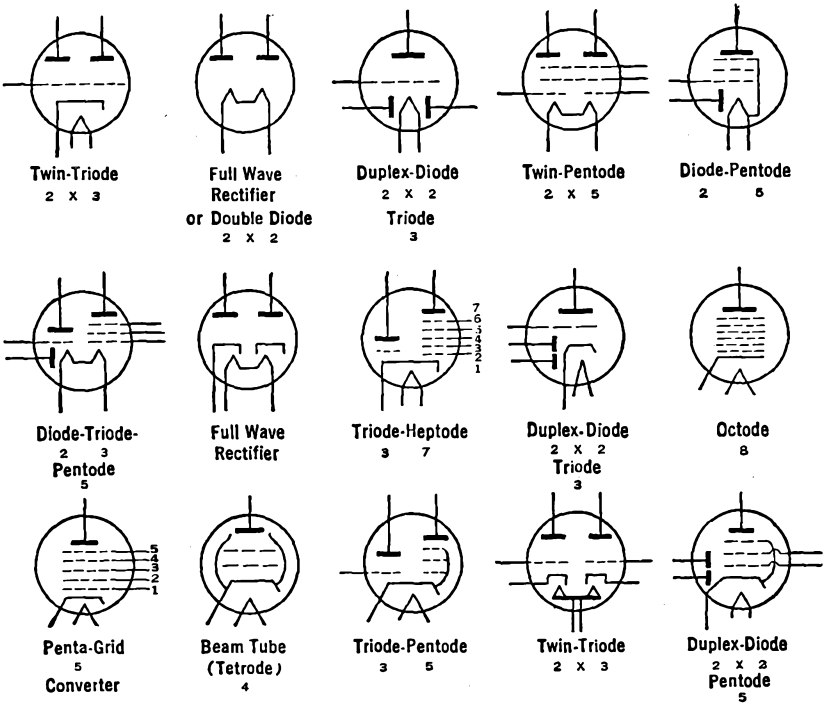 Twin-Triode
2 X 3
Full Wave
Rectifier
or Double Diode
2 X 2
Duplex-Diode
2 X 2
Triode
3
Twin-Pentode
2 X 5
Diode-Pentode
2 5
Diode-Triode-
2 3
Pentode
5
Full Wave
Rectifier
7
6
5
4
3
2
1
Triode-Heptode
3 7
Duplex-Diode
2 X 2
Triode
3
Octode
8
5
4
3
2
1
Penta-Grid
5
Converter
Beam Tube
(Tetrode)
4
Triode-Pentode
3 5
Twin-Triode
2 X 3
Duplex-Diode
2 X 2
Pentode
5